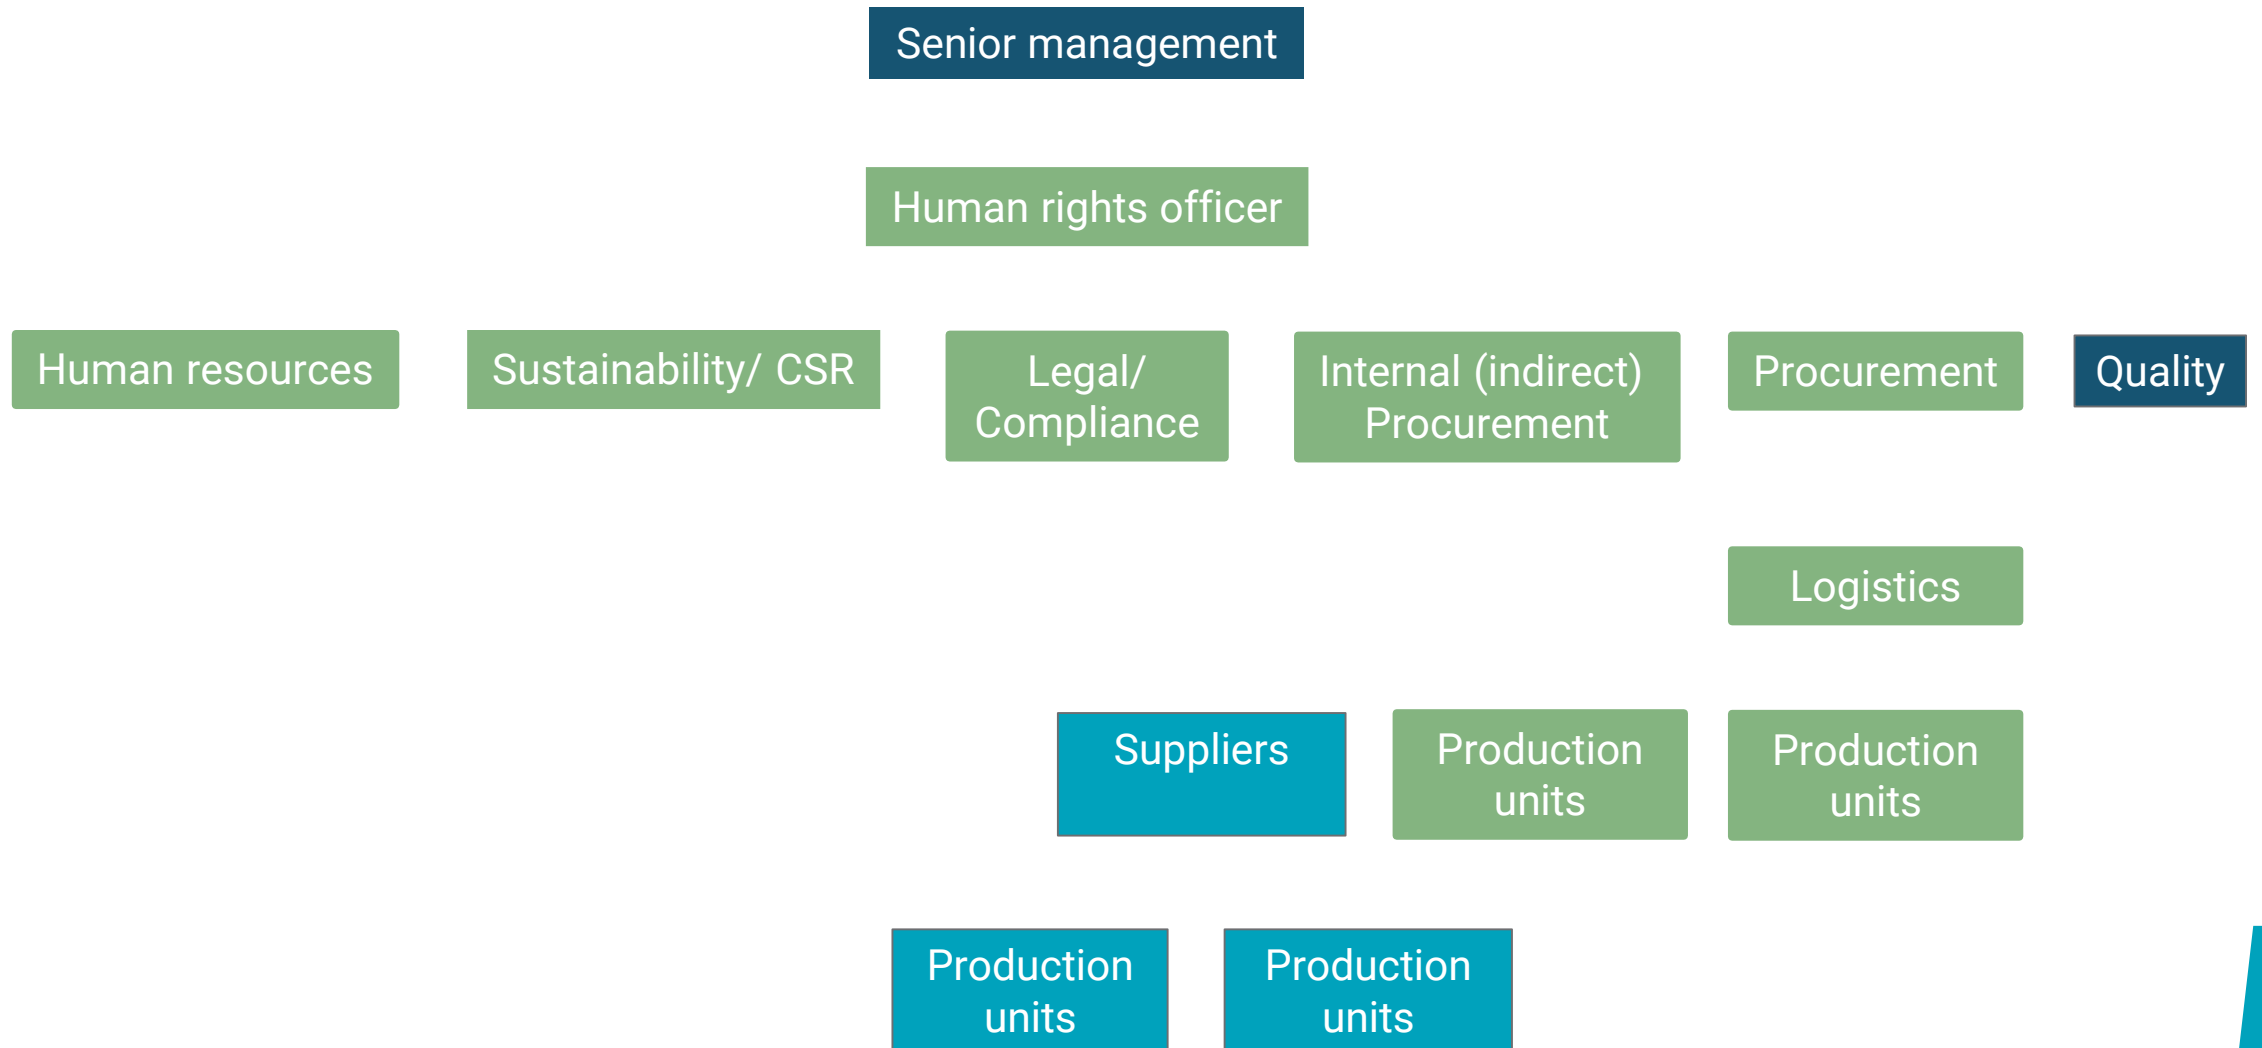 Senior management
Human rights officer
Human resources
Sustainability/ CSR
Legal/
Compliance
Internal (indirect)
Procurement
Procurement
Quality
Logistics
Suppliers
Production
units
Production
units
Production
units
Production
units